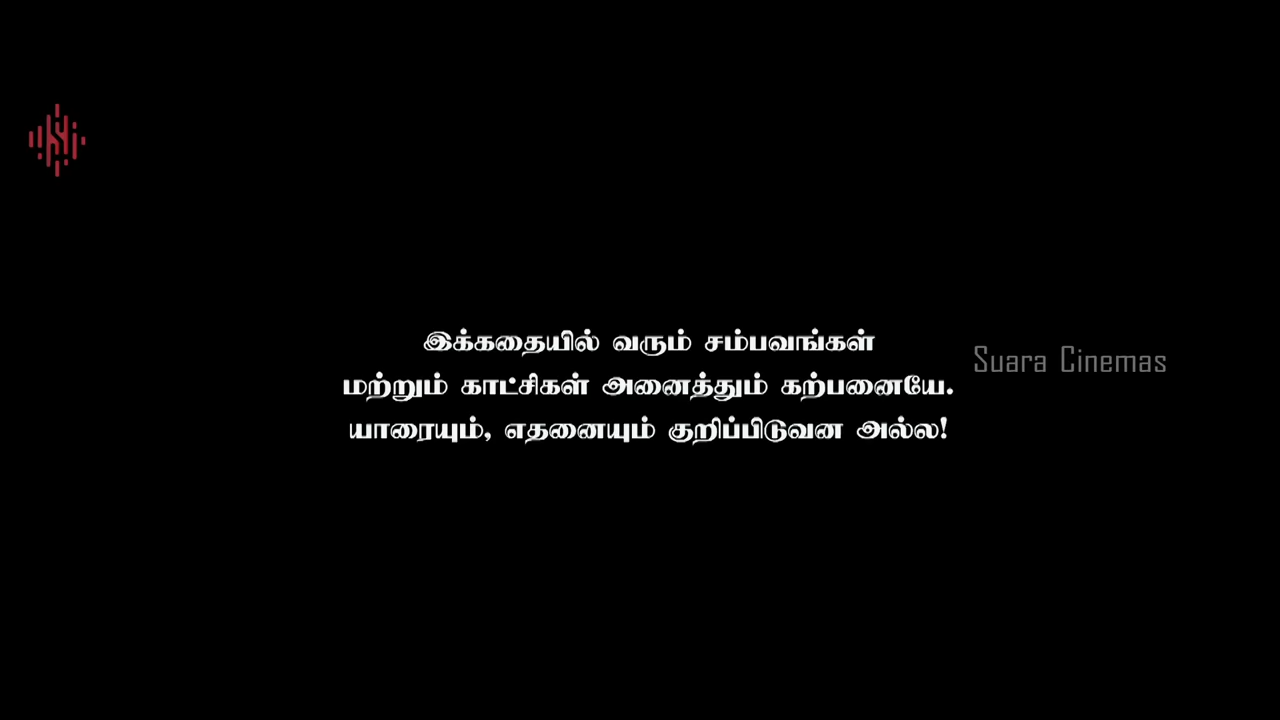 இக்கதையில் வரும் சம்பவங்கள்
மற்றும் காட்சிகள் அனைத்தும் கற்பனையே.
யாரையும், எதனையும் குறிப்பிடுவன அல்ல!
Suara Cinemas